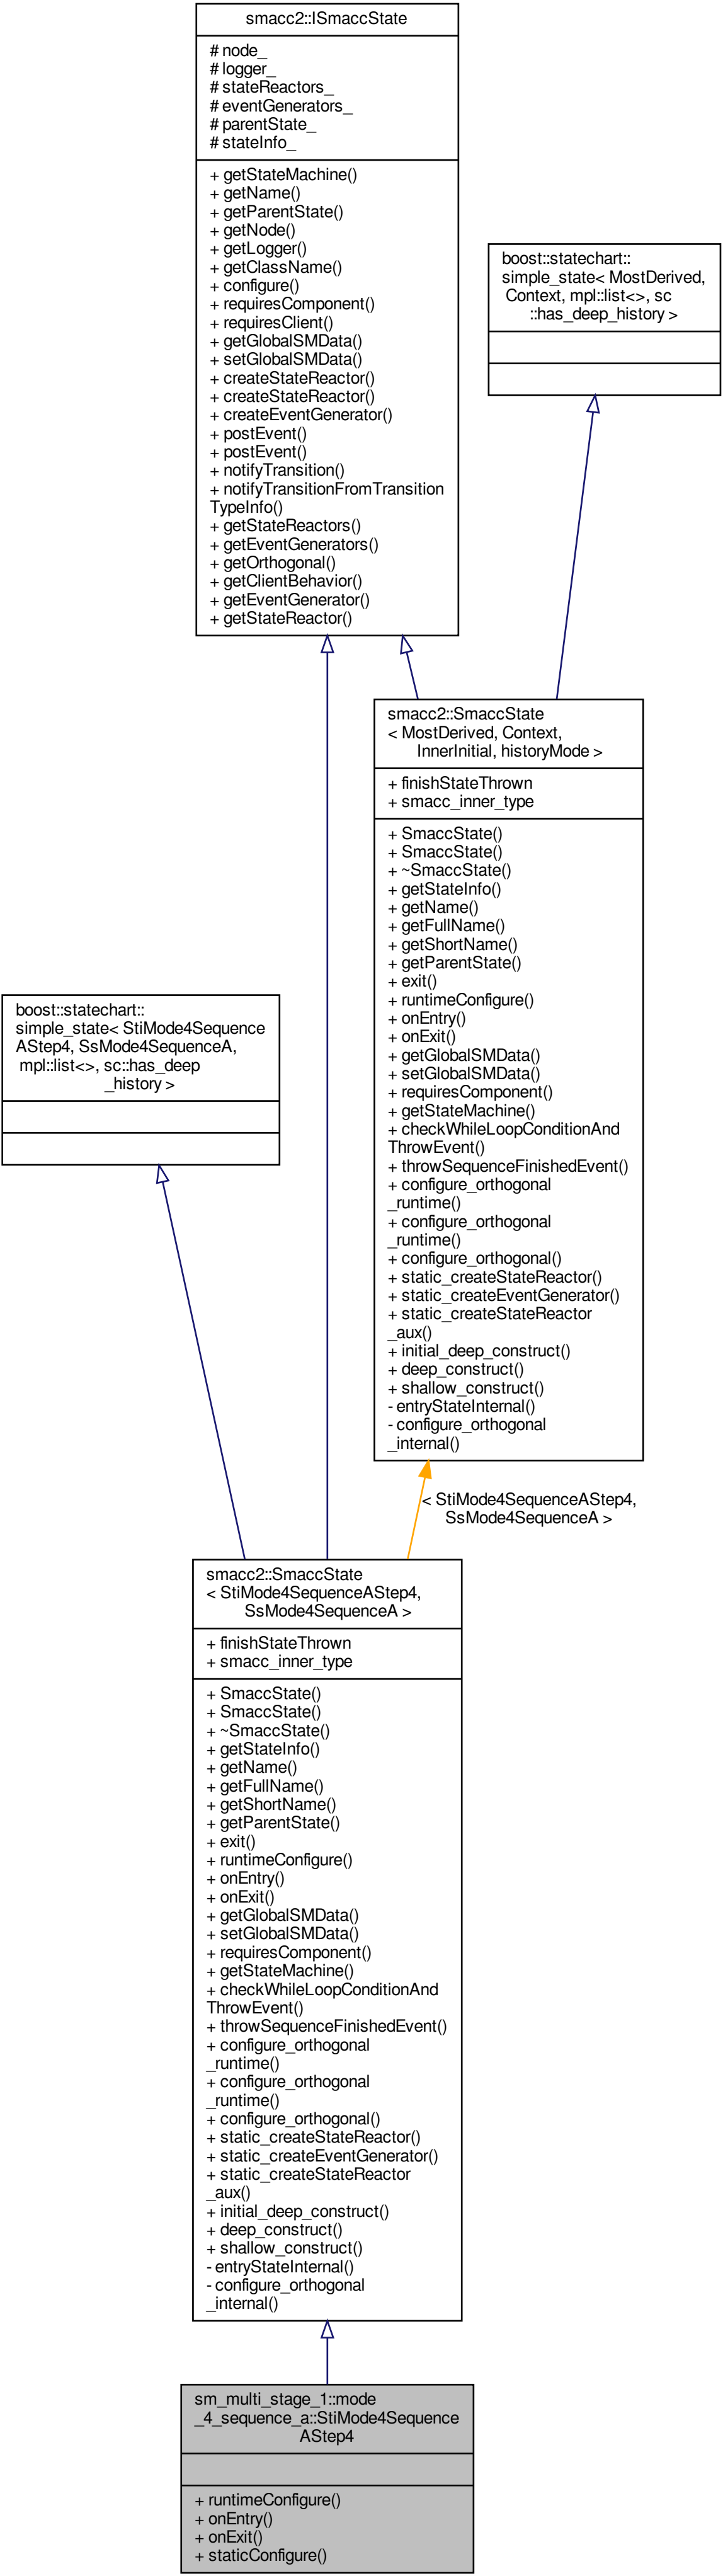 smacc2::ISmaccState
# node_
# logger_
# stateReactors_
# eventGenerators_
# parentState_
# stateInfo_
+ getStateMachine()
+ getName()
+ getParentState()
+ getNode()
+ getLogger()
+ getClassName()
+ configure()
+ requiresComponent()
+ requiresClient()
+ getGlobalSMData()
+ setGlobalSMData()
+ createStateReactor()
+ createStateReactor()
+ createEventGenerator()
+ postEvent()
+ postEvent()
+ notifyTransition()
+ notifyTransitionFromTransition
TypeInfo()
+ getStateReactors()
+ getEventGenerators()
+ getOrthogonal()
+ getClientBehavior()
+ getEventGenerator()
+ getStateReactor()
boost::statechart::
simple_state< MostDerived,
Context, mpl::list<>, sc
::has_deep_history >
smacc2::SmaccState
< MostDerived, Context,
InnerInitial, historyMode >
+ finishStateThrown
+ smacc_inner_type
+ SmaccState()
+ SmaccState()
+ ~SmaccState()
+ getStateInfo()
+ getName()
+ getFullName()
+ getShortName()
+ getParentState()
+ exit()
+ runtimeConfigure()
+ onEntry()
+ onExit()
+ getGlobalSMData()
+ setGlobalSMData()
+ requiresComponent()
+ getStateMachine()
+ checkWhileLoopConditionAnd
ThrowEvent()
+ throwSequenceFinishedEvent()
+ configure_orthogonal
_runtime()
+ configure_orthogonal
_runtime()
+ configure_orthogonal()
+ static_createStateReactor()
+ static_createEventGenerator()
+ static_createStateReactor
_aux()
+ initial_deep_construct()
+ deep_construct()
+ shallow_construct()
- entryStateInternal()
- configure_orthogonal
_internal()
boost::statechart::
simple_state< StiMode4Sequence
AStep4, SsMode4SequenceA,
mpl::list<>, sc::has_deep
_history >
< StiMode4SequenceAStep4,
SsMode4SequenceA >
smacc2::SmaccState
< StiMode4SequenceAStep4,
SsMode4SequenceA >
+ finishStateThrown
+ smacc_inner_type
+ SmaccState()
+ SmaccState()
+ ~SmaccState()
+ getStateInfo()
+ getName()
+ getFullName()
+ getShortName()
+ getParentState()
+ exit()
+ runtimeConfigure()
+ onEntry()
+ onExit()
+ getGlobalSMData()
+ setGlobalSMData()
+ requiresComponent()
+ getStateMachine()
+ checkWhileLoopConditionAnd
ThrowEvent()
+ throwSequenceFinishedEvent()
+ configure_orthogonal
_runtime()
+ configure_orthogonal
_runtime()
+ configure_orthogonal()
+ static_createStateReactor()
+ static_createEventGenerator()
+ static_createStateReactor
_aux()
+ initial_deep_construct()
+ deep_construct()
+ shallow_construct()
- entryStateInternal()
- configure_orthogonal
_internal()
sm_multi_stage_1::mode
_4_sequence_a::StiMode4Sequence
AStep4
+ runtimeConfigure()
+ onEntry()
+ onExit()
+ staticConfigure()